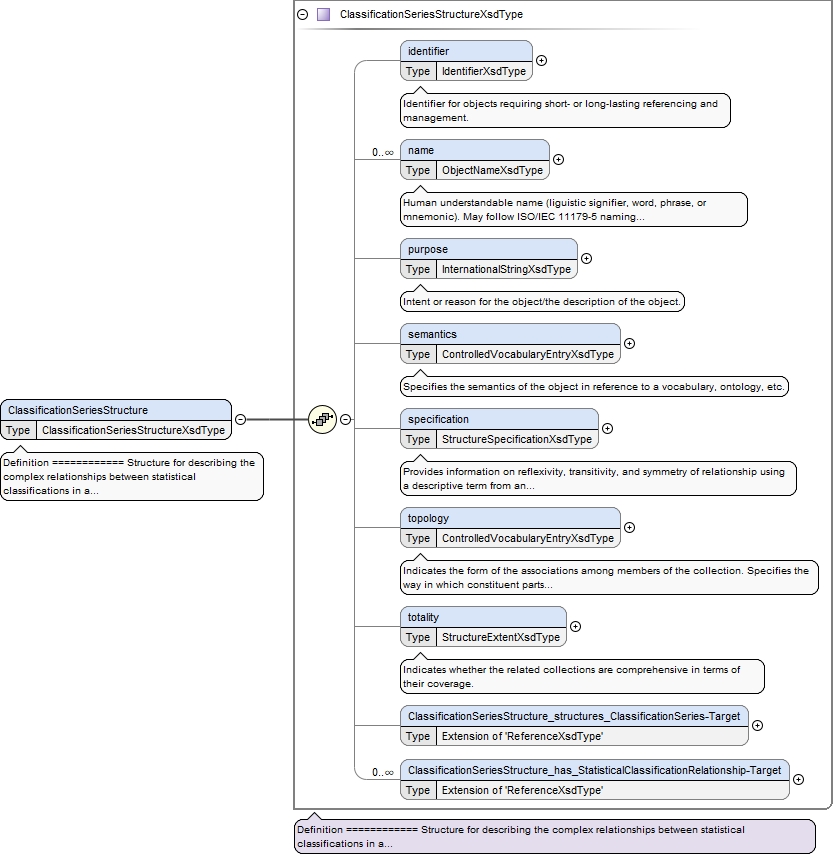 ClassificationSeriesStructureXsdType
identifier
Type IdentifierXsdType
Identifier for objects requiring short- or long-lasting referencing and
management.
0..∞
name
Type ObjectNameXsdType
Human understandable name (liguistic signifier, word, phrase, or
mnemonic). May follow ISO/IEC 11179-5 naming...
purpose
Type InternationalStringXsdType
Intent or reason for the object/the description of the object.
semantics
Type ControlledVocabularyEntryXsdType
Specifies the semantics of the object in reference to a vocabulary, ontology, etc.
ClassificationSeriesStructure
Type ClassificationSeriesStructureXsdType
Definition ============ Structure for describing the
complex relationships between statistical
classifications in a...
specification
Type StructureSpecificationXsdType
Provides information on reflexivity, transitivity, and symmetry of relationship using
a descriptive term from an...
topology
Type ControlledVocabularyEntryXsdType
Indicates the form of the associations among members of the collection. Specifies the
way in which constituent parts...
totality
Type StructureExtentXsdType
Indicates whether the related collections are comprehensive in terms of
their coverage.
ClassificationSeriesStructure_structures_ClassificationSeries-Target
Type Extension of 'ReferenceXsdType'
0..∞
ClassificationSeriesStructure_has_StatisticalClassificationRelationship-Target
Type Extension of 'ReferenceXsdType'
Definition ============ Structure for describing the complex relationships between statistical
classifications in a...